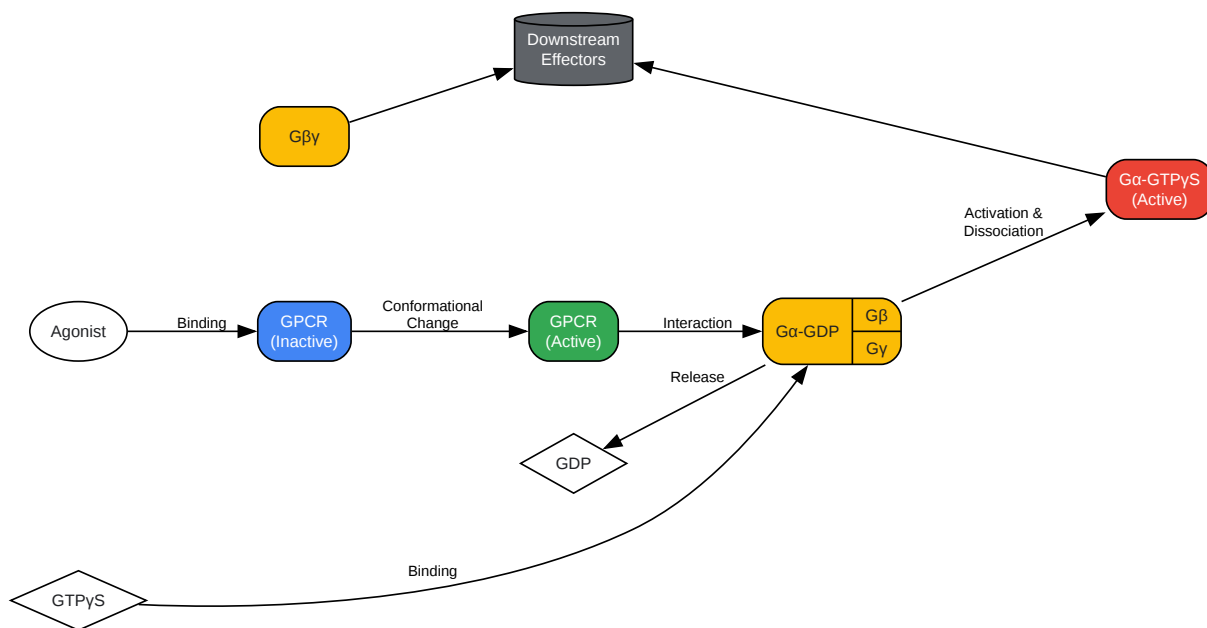 Downstream
Effectors
Gβγ
Gα-GTPγS
(Active)
Activation &
Dissociation
Agonist
Binding
GPCR
(Inactive)
Conformational
Change
GPCR
(Active)
Interaction
Gα-GDP
Gβ
Gγ
Release
GDP
Binding
GTPγS